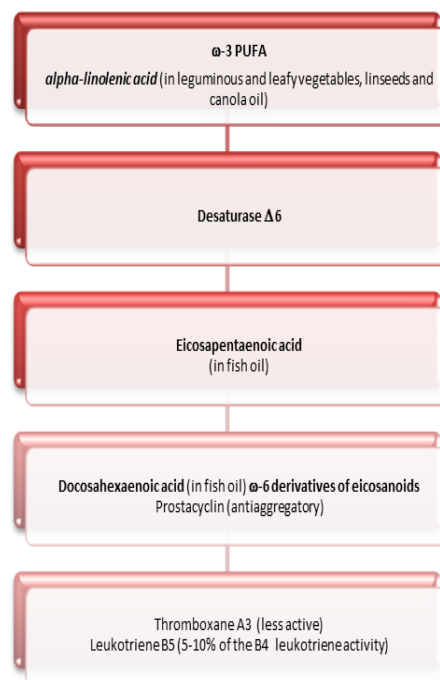 ω-3 PUFA
alpha-linolenic acid (in leguminous and leafy vegetables, linseeds and
canola oil)
Desaturase Δ6
Eicosapentaenoic acid
(in fish oil)
Docosahexaenoic acid (in fish oil) ω-6 derivatives of eicosanoids
Prostacyclin (antiaggregatory)
Thromboxane A3 (less active)
Leukotriene B5 (5-10% of the B4 leukotriene activity)